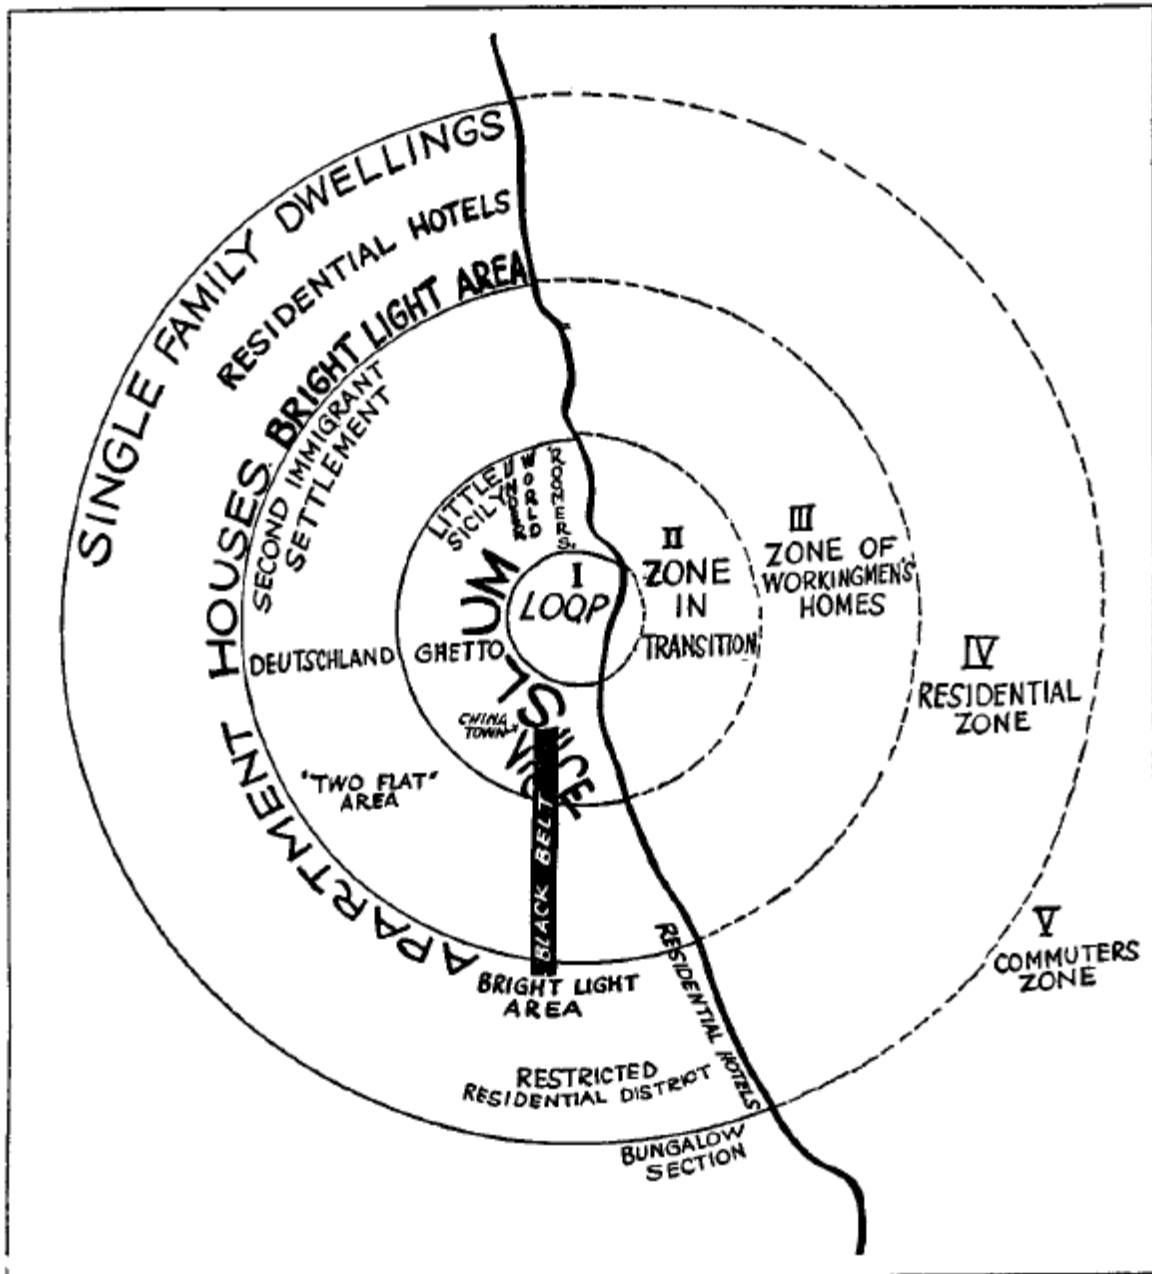 SINGLE FAMILY DWELLINGS
RESIDENTIAL HOTELS
BRIGHT LIGHT AREA
SECOND IMMIGRANT
SETTLEMENT
APARTMENT HOUSES
LITTLE
SICILY
UNDER
WORLD
ROOMERS
I
LOOP
II
ZONE
IN
TRANSITION
III
ZONE OF
WORKINGMEN'S
HOMES
IV
RESIDENTIAL
ZONE
V
COMMUTERS
ZONE
DEUTSCHLAND
GHETTO
SLUM
CHINA
TOWN
VICE
"TWO FLAT"
AREA
BLACK BELT
BRIGHT LIGHT
AREA
RESIDENTIAL HOTELS
RESTRICTED
RESIDENTIAL DISTRICT
BUNGALOW
SECTION